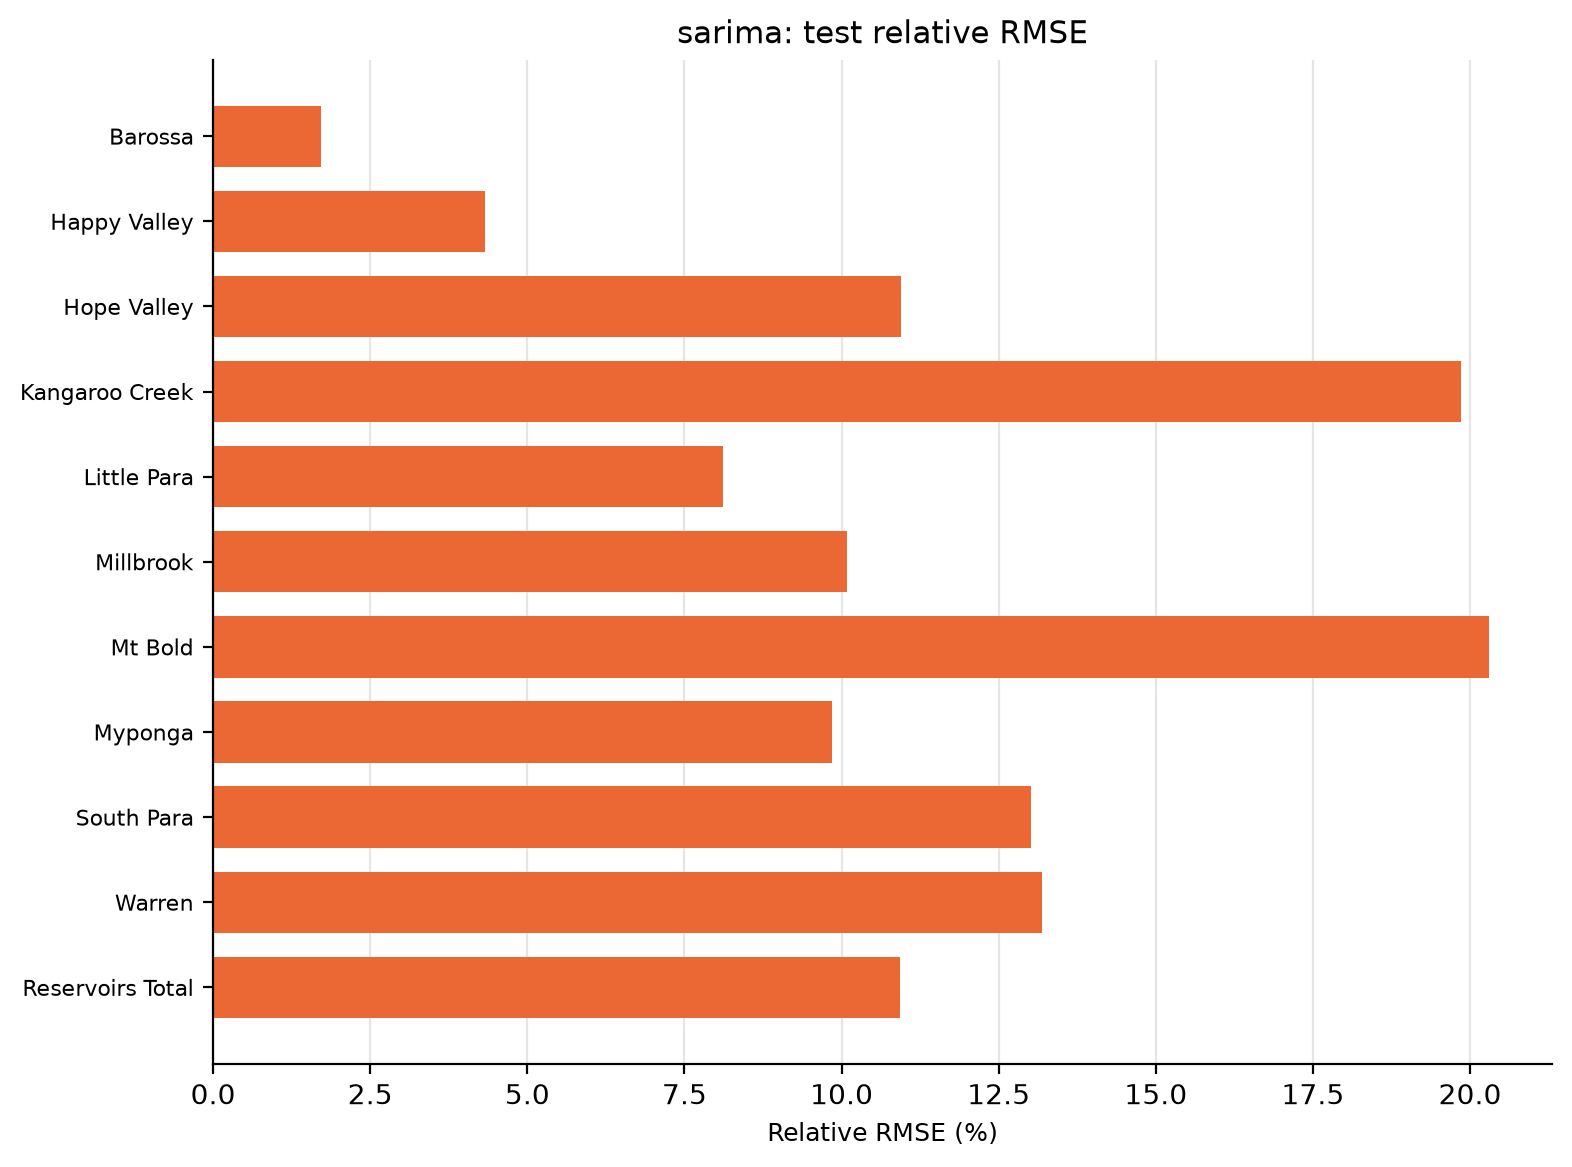 sarima: test relative RMSE
Barossa
Happy Valley
Hope Valley
Kangaroo Creek
Little Para
Millbrook
Mt Bold
Myponga
South Para
Warren
Reservoirs Total
0.0 2.5 5.0 7.5 10.0 12.5 15.0 17.5 20.0
Relative RMSE (%)